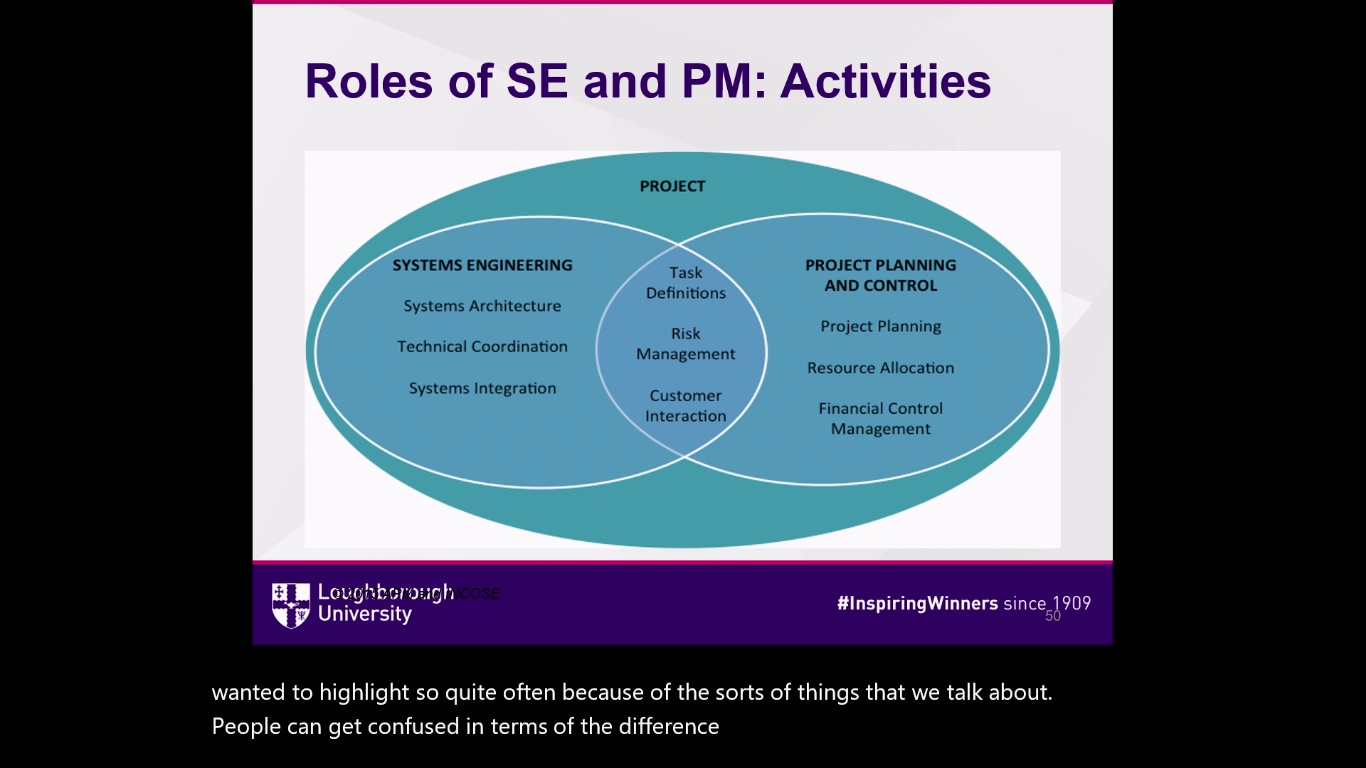 Roles of SE and PM: Activities
PROJECT
SYSTEMS ENGINEERING
Systems Architecture
Technical Coordination
Systems Integration
Task
Definitions
Risk
Management
Customer
Interaction
PROJECT PLANNING
AND CONTROL
Project Planning
Resource Allocation
Financial Control
Management
Loughborough
University
INCOSE
#InspiringWinners since 1909
50
wanted to highlight so quite often because of the sorts of things that we talk about.
People can get confused in terms of the difference